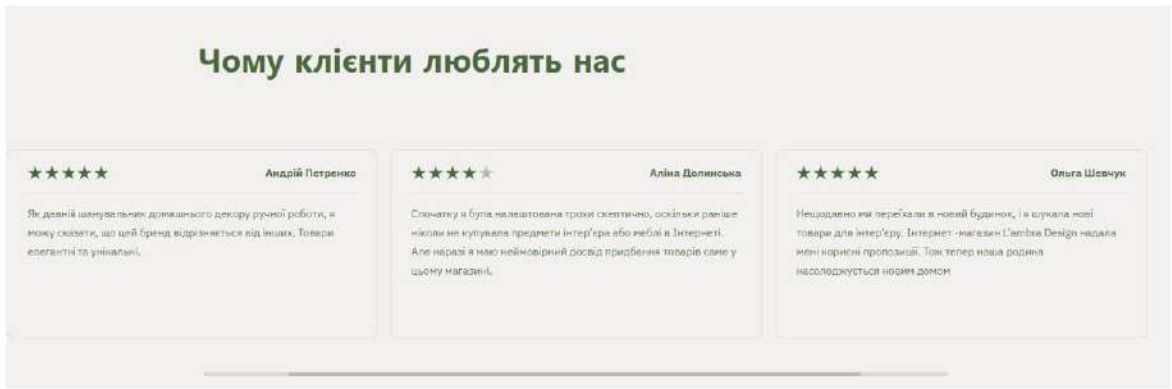 Чому клієнти люблять нас
Андрій Петренко
Як давній шанувальник домашнього декору ручної роботи, я
можу сказати, що цей бренд відрізняється від інших. Товари
елегантні та унікальні.
Аліна Долинська
Спочатку я була налаштована трохи скептично, оскільки раніше
ніколи не купувала предмети інтер'єра або меблі в Інтернеті.
Але наразі я маю неймовірний досвід придбання товарів саме у
цьому магазині.
Ольга Шевчук
Нещодавно ми переїхали в новий будинок, і я шукала нові
товари для інтер'єру. Інтернет -магазин L'ambra Design надала
мені корисні пропозиції. Тож тепер наша родина
насолоджується новим домом